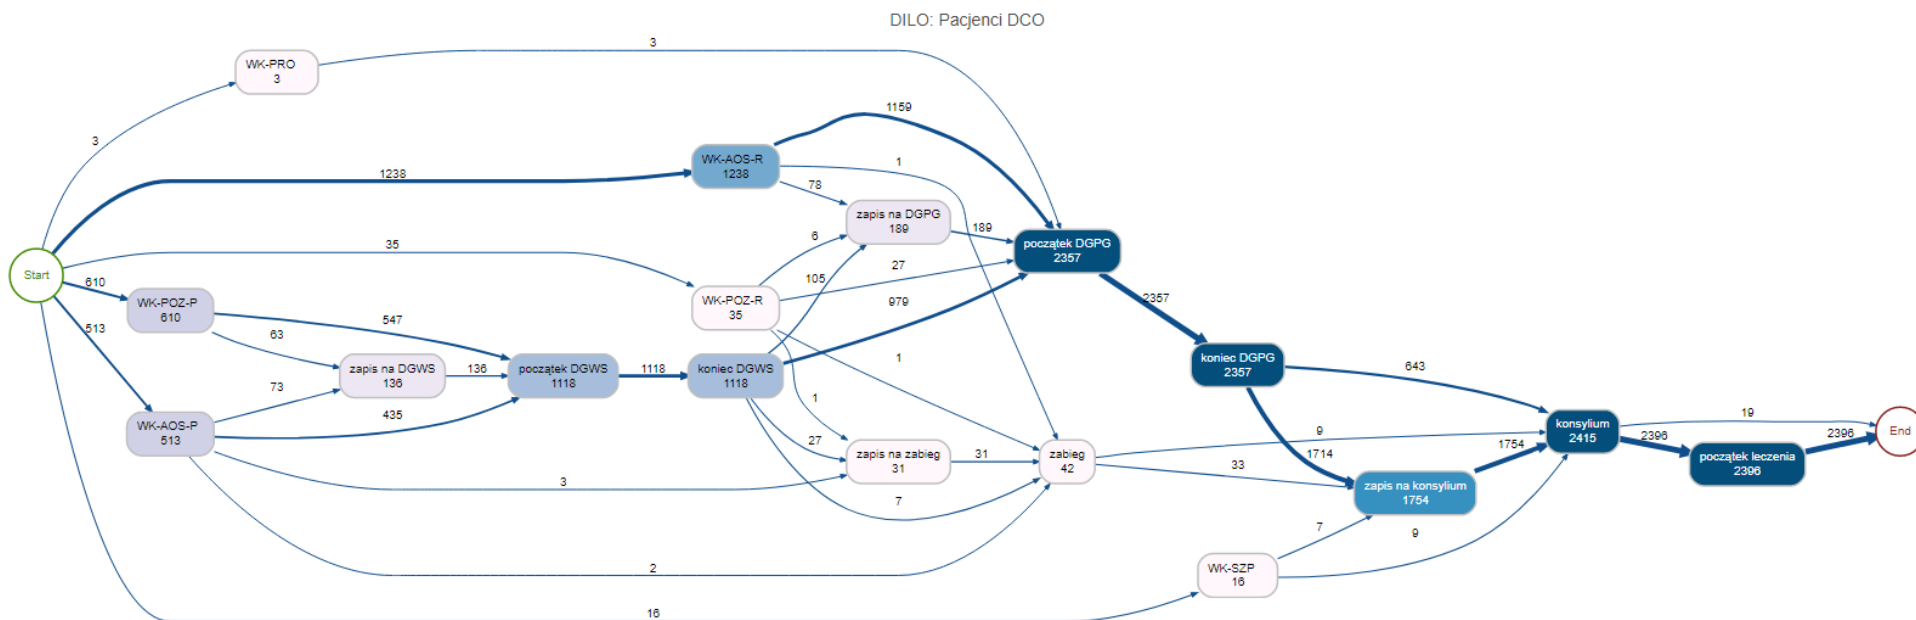 DILO: Pacjenci DCO
3
WK-PRO
3
3
1159
WK-AOS-R
1238
1238
1
78
zapis na DGPG
189
189
początek DGPG
2357
35
6
27
105
979
2357
Start
610
WK-POZ-P
610
547
63
WK-POZ-R
35
513
zapis na DGWS
136
136
początek DGWS
1118
1118
koniec DGWS
1118
1
koniec DGPG
2357
643
73
435
WK-AOS-P
513
1
27
zapis na zabieg
31
31
zabieg
42
9
33
1714
1754
konsylium
2415
19
2396
początek leczenia
2396
2396
End
3
7
zapis na konsylium
1754
7
9
2
WK-SZP
16
16